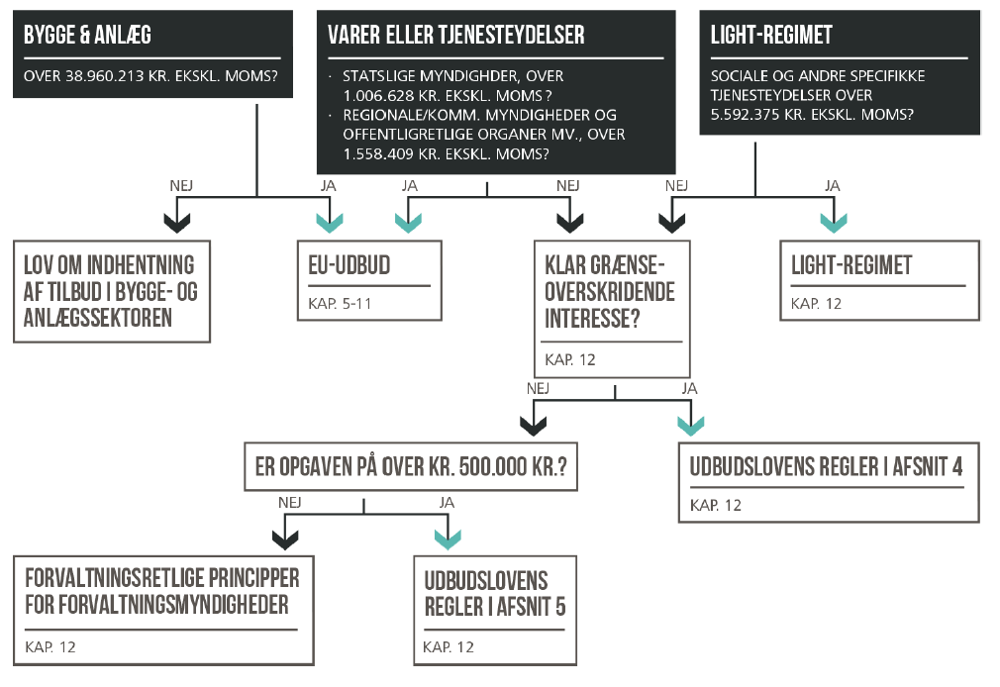 BYGGE & ANLÆG
OVER 38.960.213 KR. EKSKL. MOMS?
VARER ELLER TJENESTEYDELSER
· STATSLIGE MYNDIGHDER, OVER
1.006.628 KR. EKSKL. MOMS ?
· REGIONALE/KOMM. MYNDIGHEDER OG
OFFENTLIGRETLIGE ORGANER MV., OVER
1.558.409 KR. EKSKL. MOMS?
LIGHT-REGIMET
SOCIALE OG ANDRE SPECIFIKKE
TJENESTEYDELSER OVER
5.592.375 KR. EKSKL. MOMS?
NEJ
JA
JA
NEJ
NEJ
JA
LOV OM INDHENTNING
AF TILBUD I BYGGE- OG
ANLÆGSSEKTOREN
EU-UDBUD
KAP. 5-11
KLAR GRÆNSE-
OVERSKRIDENDE
INTERESSE?
KAP. 12
LIGHT-REGIMET
KAP. 12
NEJ
JA
ER OPGAVEN PÅ OVER KR. 500.000 KR.?
UDBUDSLOVENS REGLER I AFSNIT 4
KAP. 12
NEJ
JA
FORVALTNINGSRETLIGE PRINCIPPER
FOR FORVALTNINGSMYNDIGHEDER
KAP. 12
UDBUDSLOVENS
REGLER I AFSNIT 5
KAP. 12